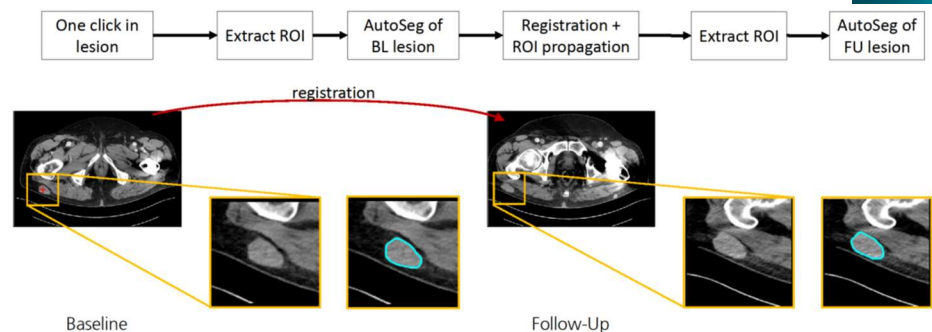 One click in
lesion
Extract ROI
AutoSeg of
BL lesion
Registration +
ROI propagation
Extract ROI
AutoSeg of
FU lesion
registration
Baseline
Follow-Up